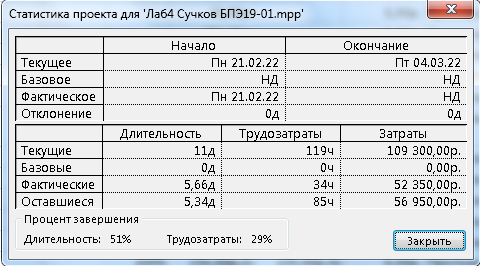 Статистика проекта для 'Лаб4 Сучков БПЭ19-01.mpp'
Начало Окончание
Текущее Пн 21.02.22 Пт 04.03.22
Базовое НД НД
Фактическое Пн 21.02.22 НД
Отклонение 0д 0д
Длительность Трудозатраты Затраты
Текущие 11д 119ч 109 300,00р.
Базовые 0д 0ч 0,00р.
Фактические 5,66д 34ч 52 350,00р.
Оставшиеся 5,34д 85ч 56 950,00р.
Процент завершения
Длительность: 51% Трудозатраты: 29%
Закрыть